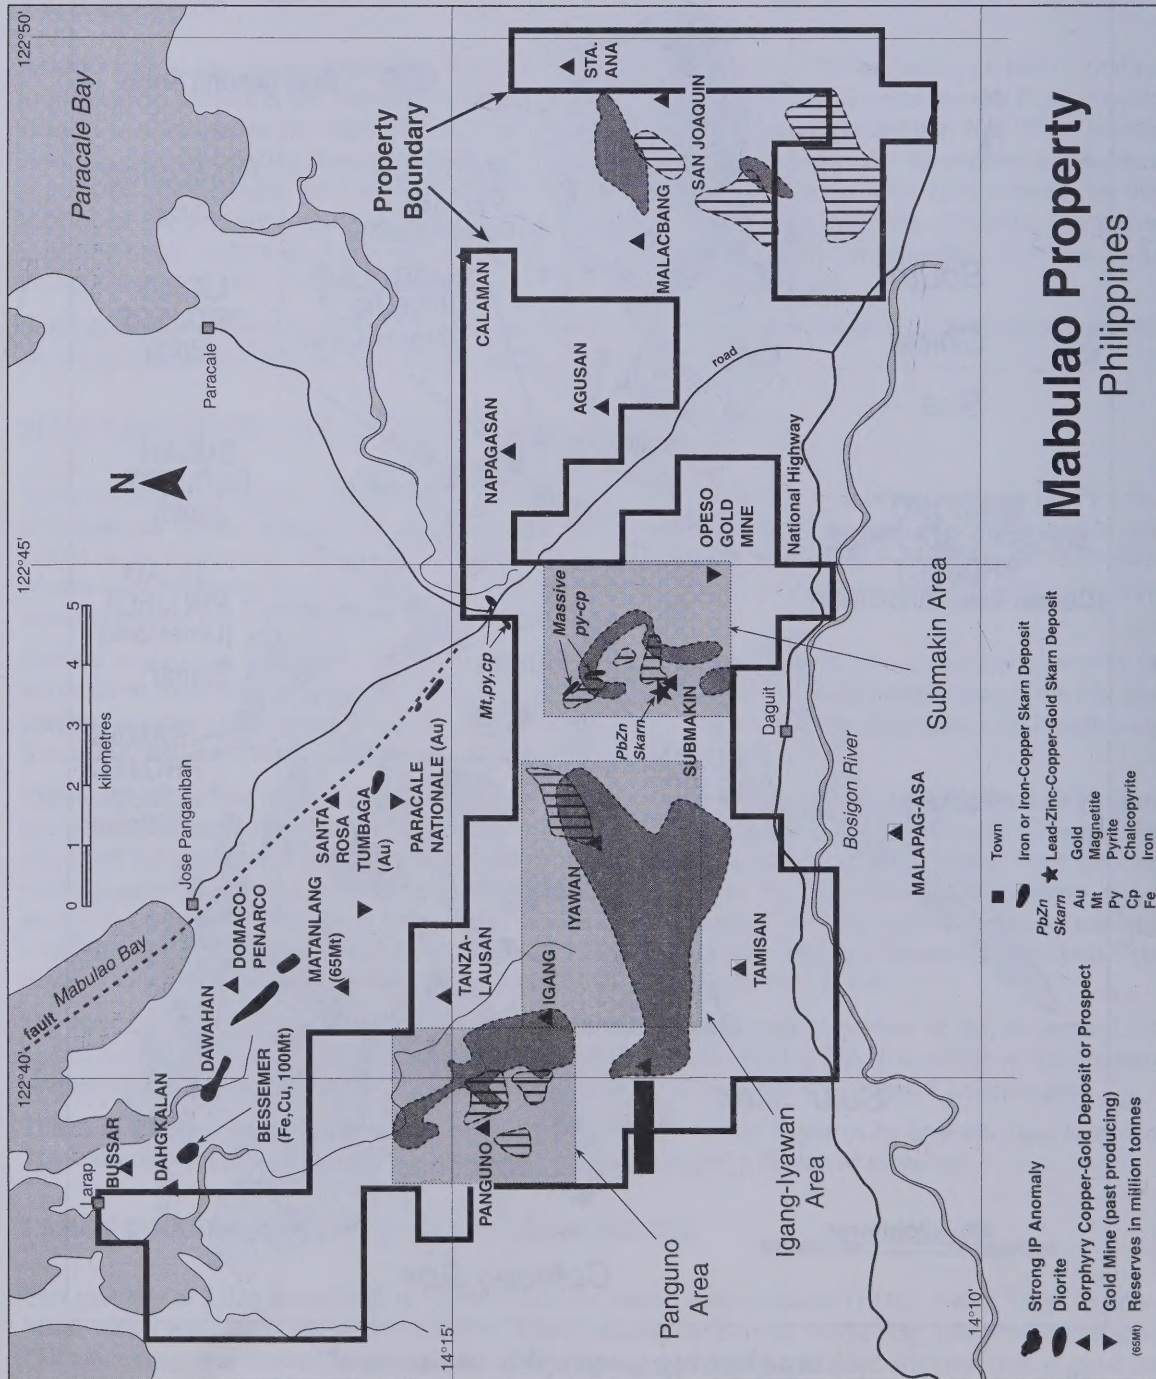 122°40'
122°45'
122°50'
Paracale Bay
Mabulao Bay
fault
Larap
BUSSAR
DAHGKALAN
DAWAHAN
BESSEMER
(Fe,Cu, 100Mt)
DOMACO-
PENARCO
Jose Panganiban
MATANLANG
(65Mt)
SANTA
ROSA
TUMBAGA
(Au)
PARACALE
NATIONALE (Au)
0 1 2 3 4 5
kilometres
N
Paracale
Property
Boundary
Mt,py,cp
CALAMAN
NAPAGASAN
AGUSAN
STA.
ANA
SAN JOAQUIN
MALACBANG
14°15'
TANZA-
LAUSAN
PANGUNO
IGANG
IYAWAN
Massive
py-cp
PbZn
Skarn
SUBMAKIN
OPESO
GOLD
MINE
road
National Highway
TAMISAN
Daguit
Bosigon River
MALAPAG-ASA
Panguno
Area
Igang-Iyawan
Area
Submakin Area
14°10'
Mabulao Property
Philippines
Strong IP Anomaly
Diorite
Porphyry Copper-Gold Deposit or Prospect
Gold Mine (past producing)
(65Mt) Reserves in million tonnes
Town
Iron or Iron-Copper Skarn Deposit
PbZn
Skarn
Lead-Zinc-Copper-Gold Skarn Deposit
Au Gold
Mt Magnetite
Py Pyrite
Cp Chalcopyrite
Fe Iron